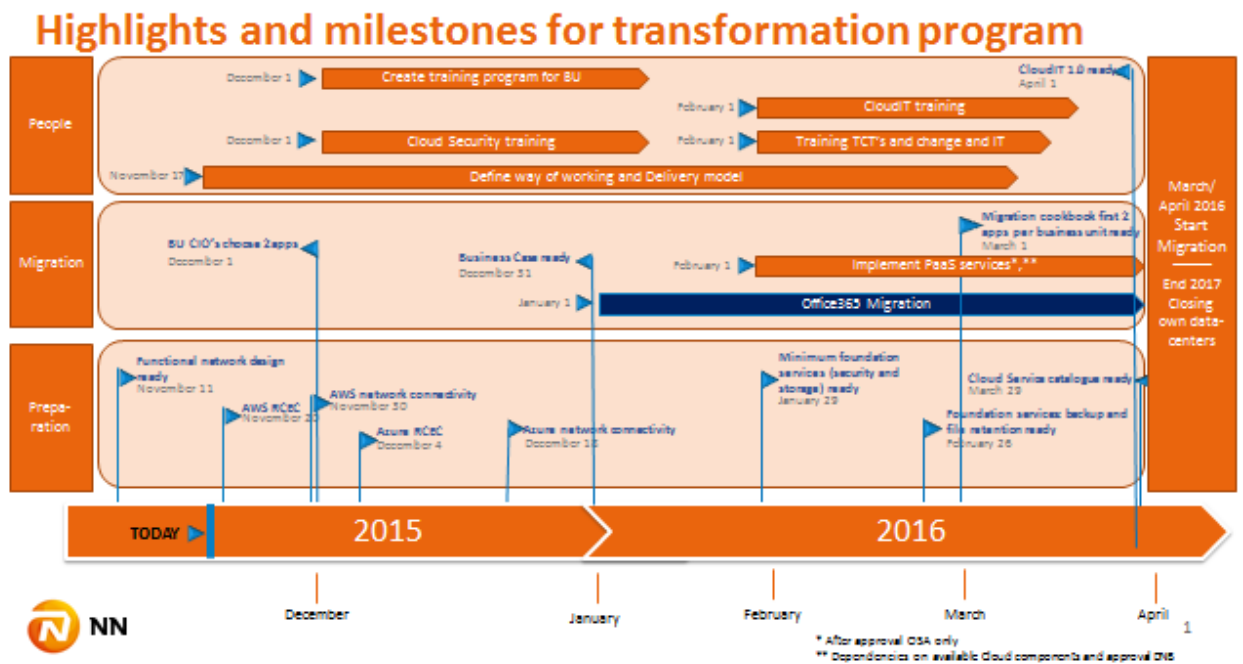 Highlights and milestones for transformation program
People
December 1
Create training program for BU
CloudIT 1.0 ready
April 1
February 1
CloudIT training
December 1
Cloud Security training
February 1
Training TCT's and change and IT
November 17
Define way of working and Delivery model
Migration
BU CIO's choose 2apps
December 1
Business Case ready
December 31
Migration cookbook first 2
apps per business unit ready
March 1
February 1
Implement PaaS services*,**
January 1
Office365 Migration
Prepa-
ration
Functional network design
ready
November 11
AWS RCEC
November
AWS network connectivity
November 30
Azure RCEC
December 4
Azure network connectivity
December 18
Minimum foundation
services (security and
storage) ready
January 29
Cloud Service catalogue ready
March 29
Foundation services: backup and
file retention ready
February 26
March/
April 2016
Start
Migration
End 2017
Closing
own data-
centers
TODAY
2015
2016
December
January
February
March
April
1
NN
* After approval OSA only
** Dependencies on available Cloud components and approval DNB